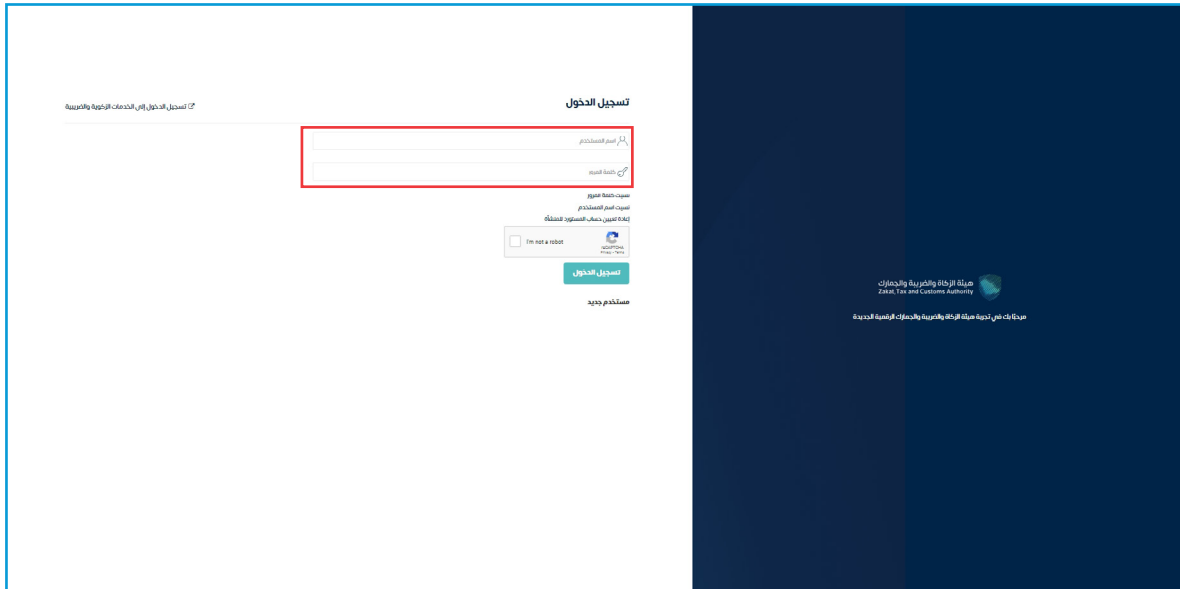 تسجيل الدخول
تسجيل الدخول إلى الخدمات الزكوية والضريبية
اسم المستخدم
كلمة المرور
نسيت كلمة المرور
نسيت اسم المستخدم
إعادة تعيين حساب المستورد للمنشأة
I'm not a robot
reCAPTCHA
Privacy - Terms
تسجيل الدخول
مستخدم جديد
هيئة الزكاة والضريبة والجمارك
Zakat, Tax and Customs Authority
مرحبًا بك في تجربة هيئة الزكاة والضريبة والجمارك الرقمية الجديدة